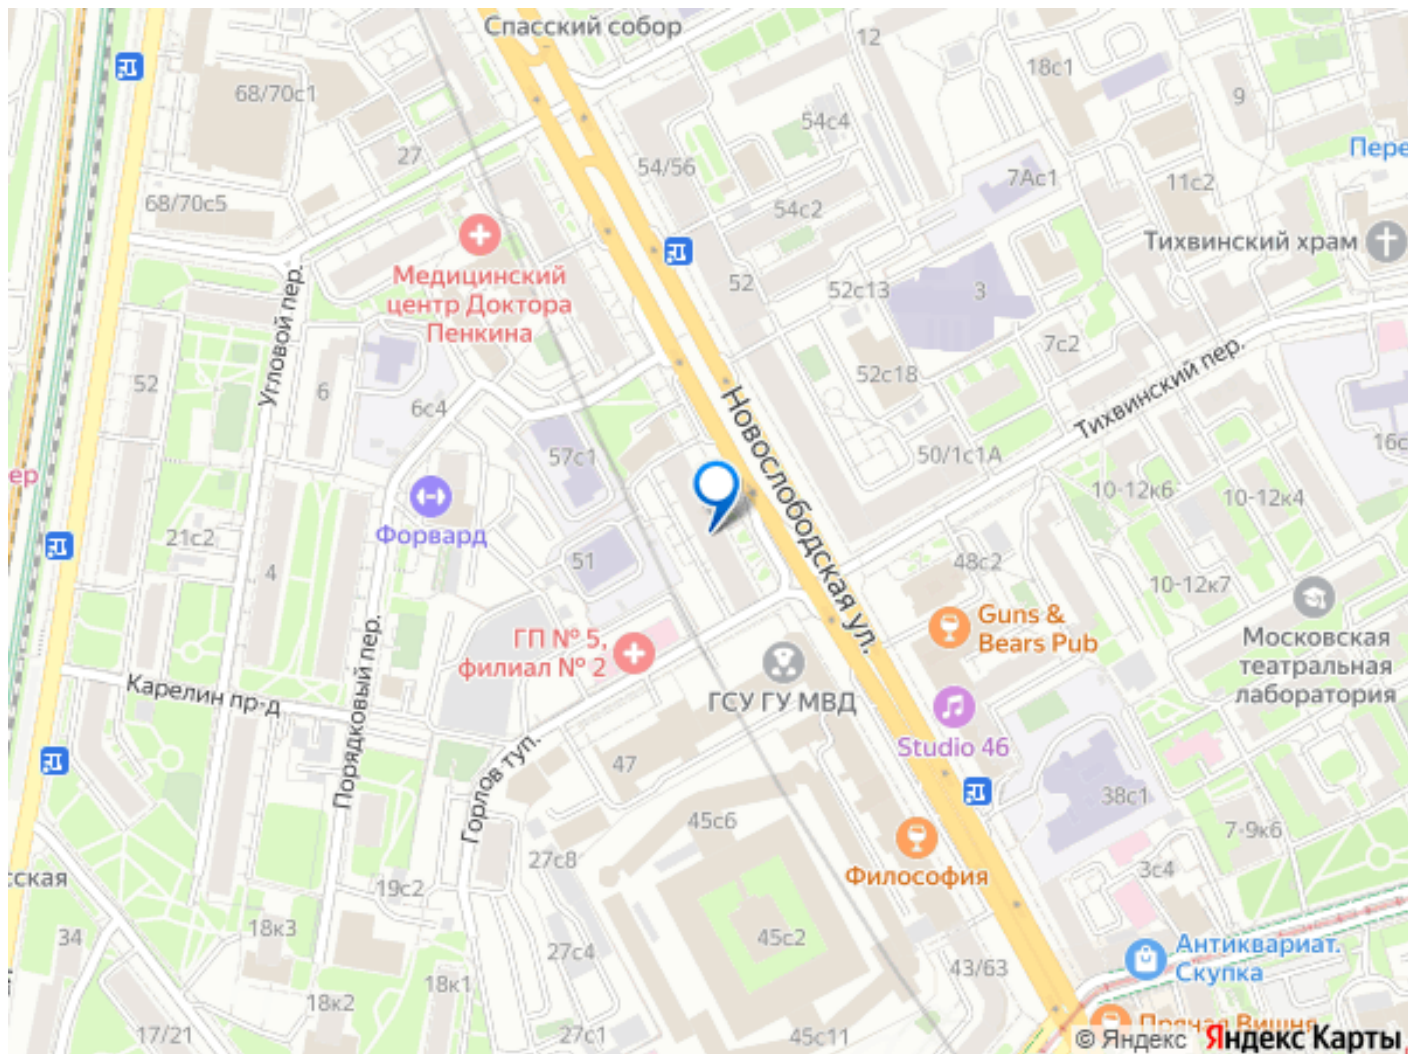 Спасский собор
12
68/70с1
18с1
9
54с4
27
54/56
Пере
7Ас1
11с2
68/70с5
54с2
Тихвинский храм
Медицинский
центр Доктора
Пенкина
52
52с13
3
Угловой пер.
7с2
Тихвинский пер.
52
6
6с4
52с18
Новослободская ул.
16с
57с1
50/1с1А
ер
10-12к6
10-12к4
Форвард
21с2
51
48с2
4
10-12к7
Guns &
Bears Pub
ГП № 5,
филиал № 2
Московская
театральная
лаборатория
Карелин пр-д
Порядковый пер.
ГСУ ГУ МВД
Studio 46
Горлов туп.
47
38с1
45с6
7-9к6
27с8
Философия
3с4
сская
19с2
18к3
34
27с4
45с2
Антиквариат.
Скупка
43/63
18к1
18к2
17/21
27с1
45с11
Прячая Вишня
© Яндекс Яндекс Карты